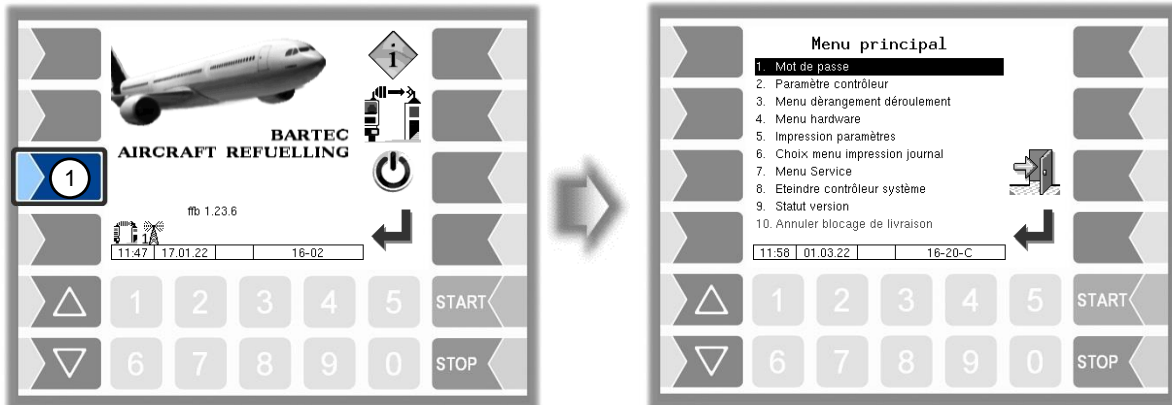 i
BARTEC
AIRCRAFT REFUELLING
1
ffb 1.23.6
1
11:47 17.01.22 16-02
1 2 3 4 5 START
6 7 8 9 0 STOP
Menu principal
1. Mot de passe
2. Paramètre contrôleur
3. Menu dèrangement déroulement
4. Menu hardware
5. Impression paramètres
6. Choix menu impression journal
7. Menu Service
8. Eteindre contrôleur système
9. Statut version
10. Annuler blocage de livraison
11:58 01.03.22 16-20-C
1 2 3 4 5 START
6 7 8 9 0 STOP